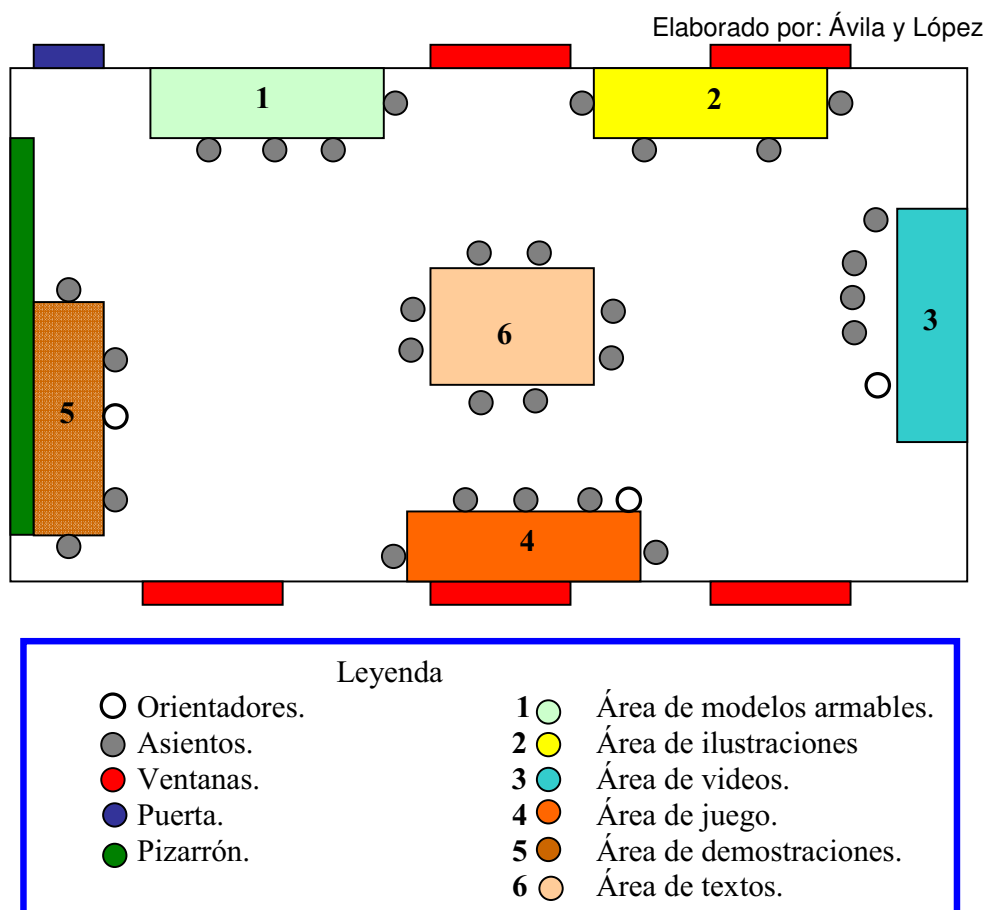 Elaborado por: Ávila y López
1
2
3
6
5
4
Leyenda
Orientadores.
Asientos.
Ventanas.
Puerta.
Pizarrón.
1 Área de modelos armables.
2 Área de ilustraciones
3 Área de videos.
4 Área de juego.
5 Área de demostraciones.
6 Área de textos.